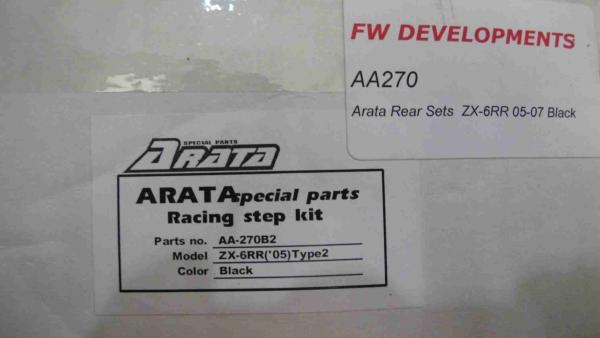 FW DEVELOPMENTS
AA270
Arata Rear Sets ZX-6RR 05-07 Black
SPECIAL PARTS
ARATA
ARATA special parts
Racing step kit
Parts no. AA-270B2
Model ZX-6RR('05)Type2
Color Black